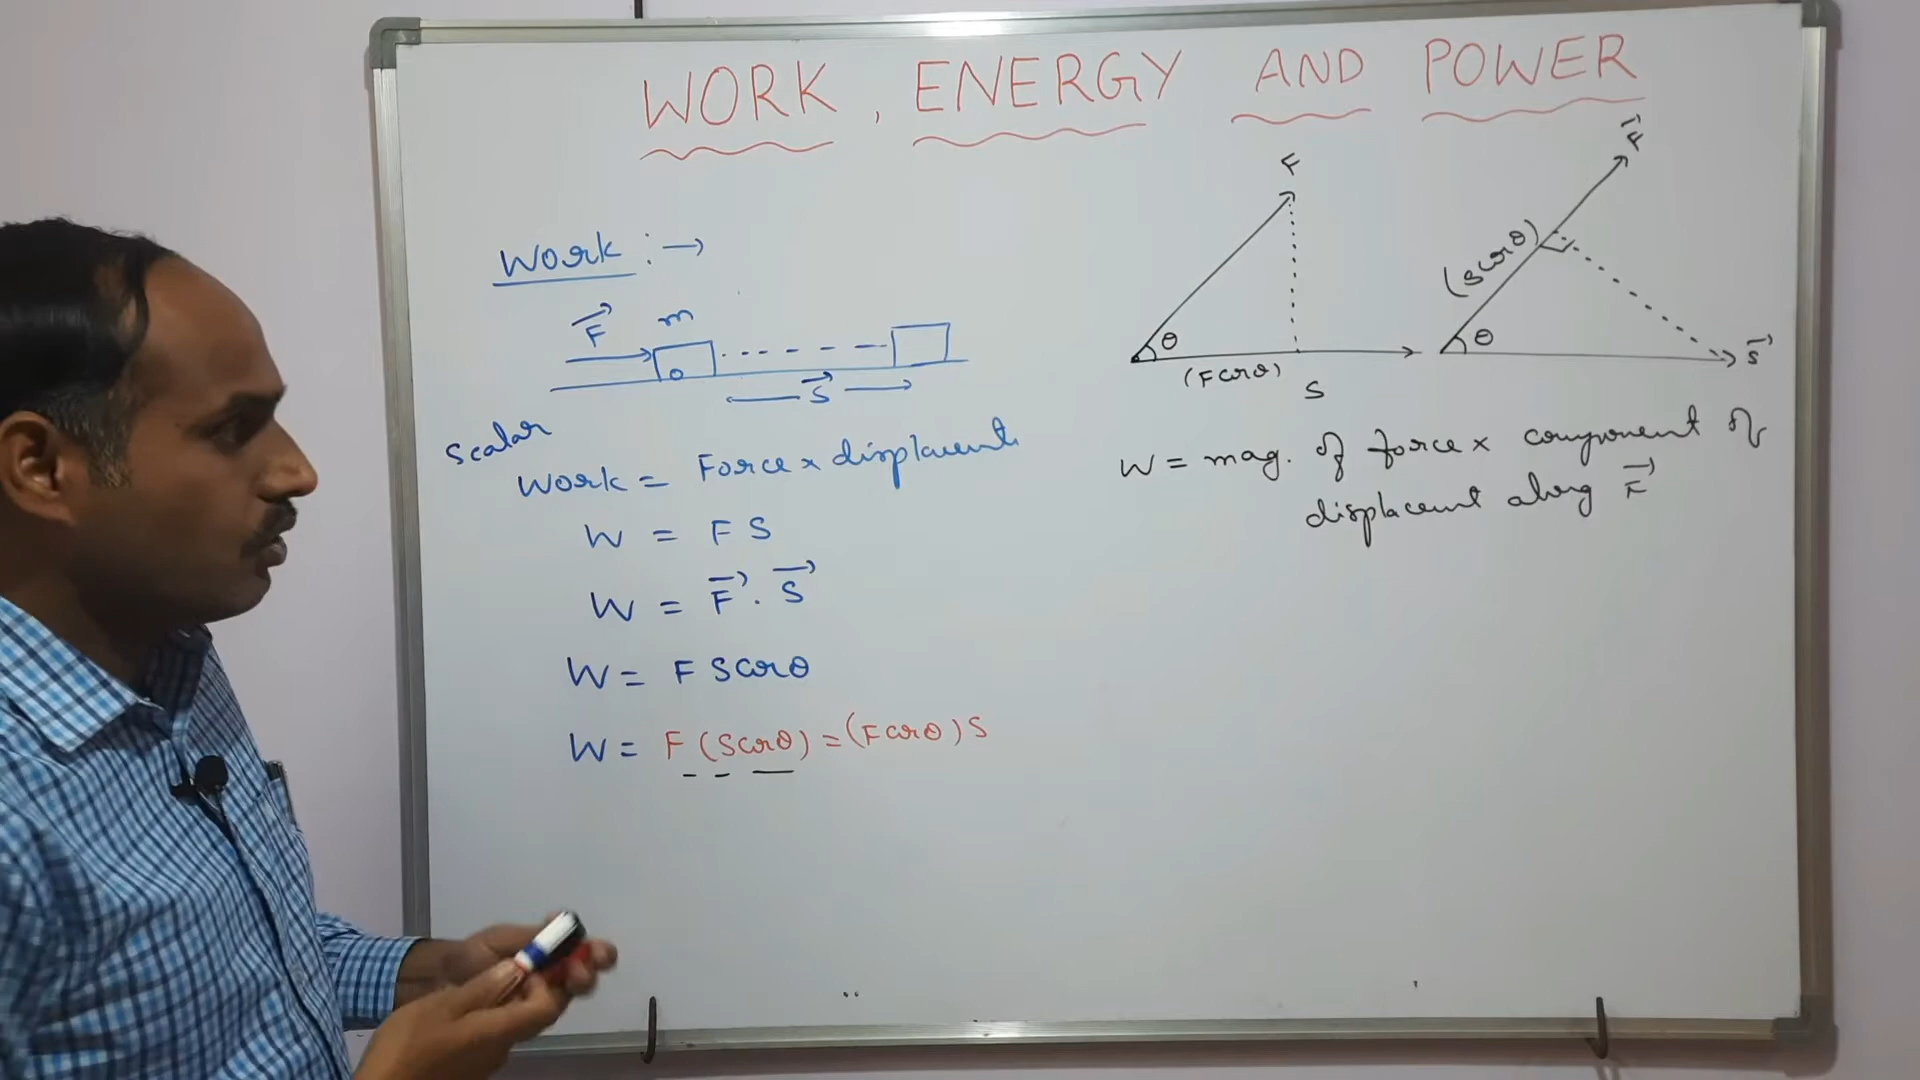 WORK, ENERGY AND POWER
Work :→
F⃗ m
S⃗
Scalar
Work = Force × displacement
W = F S
W = F⃗ . S⃗
W = F S cosθ
W = F (S cosθ) = (F cosθ) S
F
θ
(F cosθ)
S
F⃗
(S cosθ)
θ
S⃗
W = mag. of force × component of
displacement along F⃗